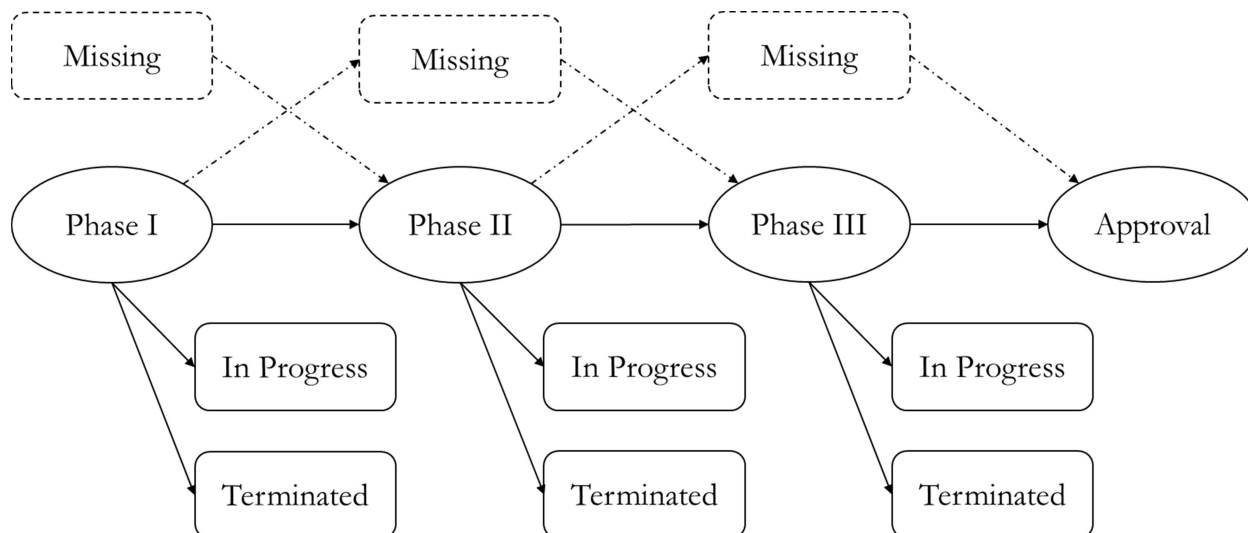 Missing
Missing
Missing
Phase I
Phase II
Phase III
Approval
In Progress
In Progress
In Progress
Terminated
Terminated
Terminated